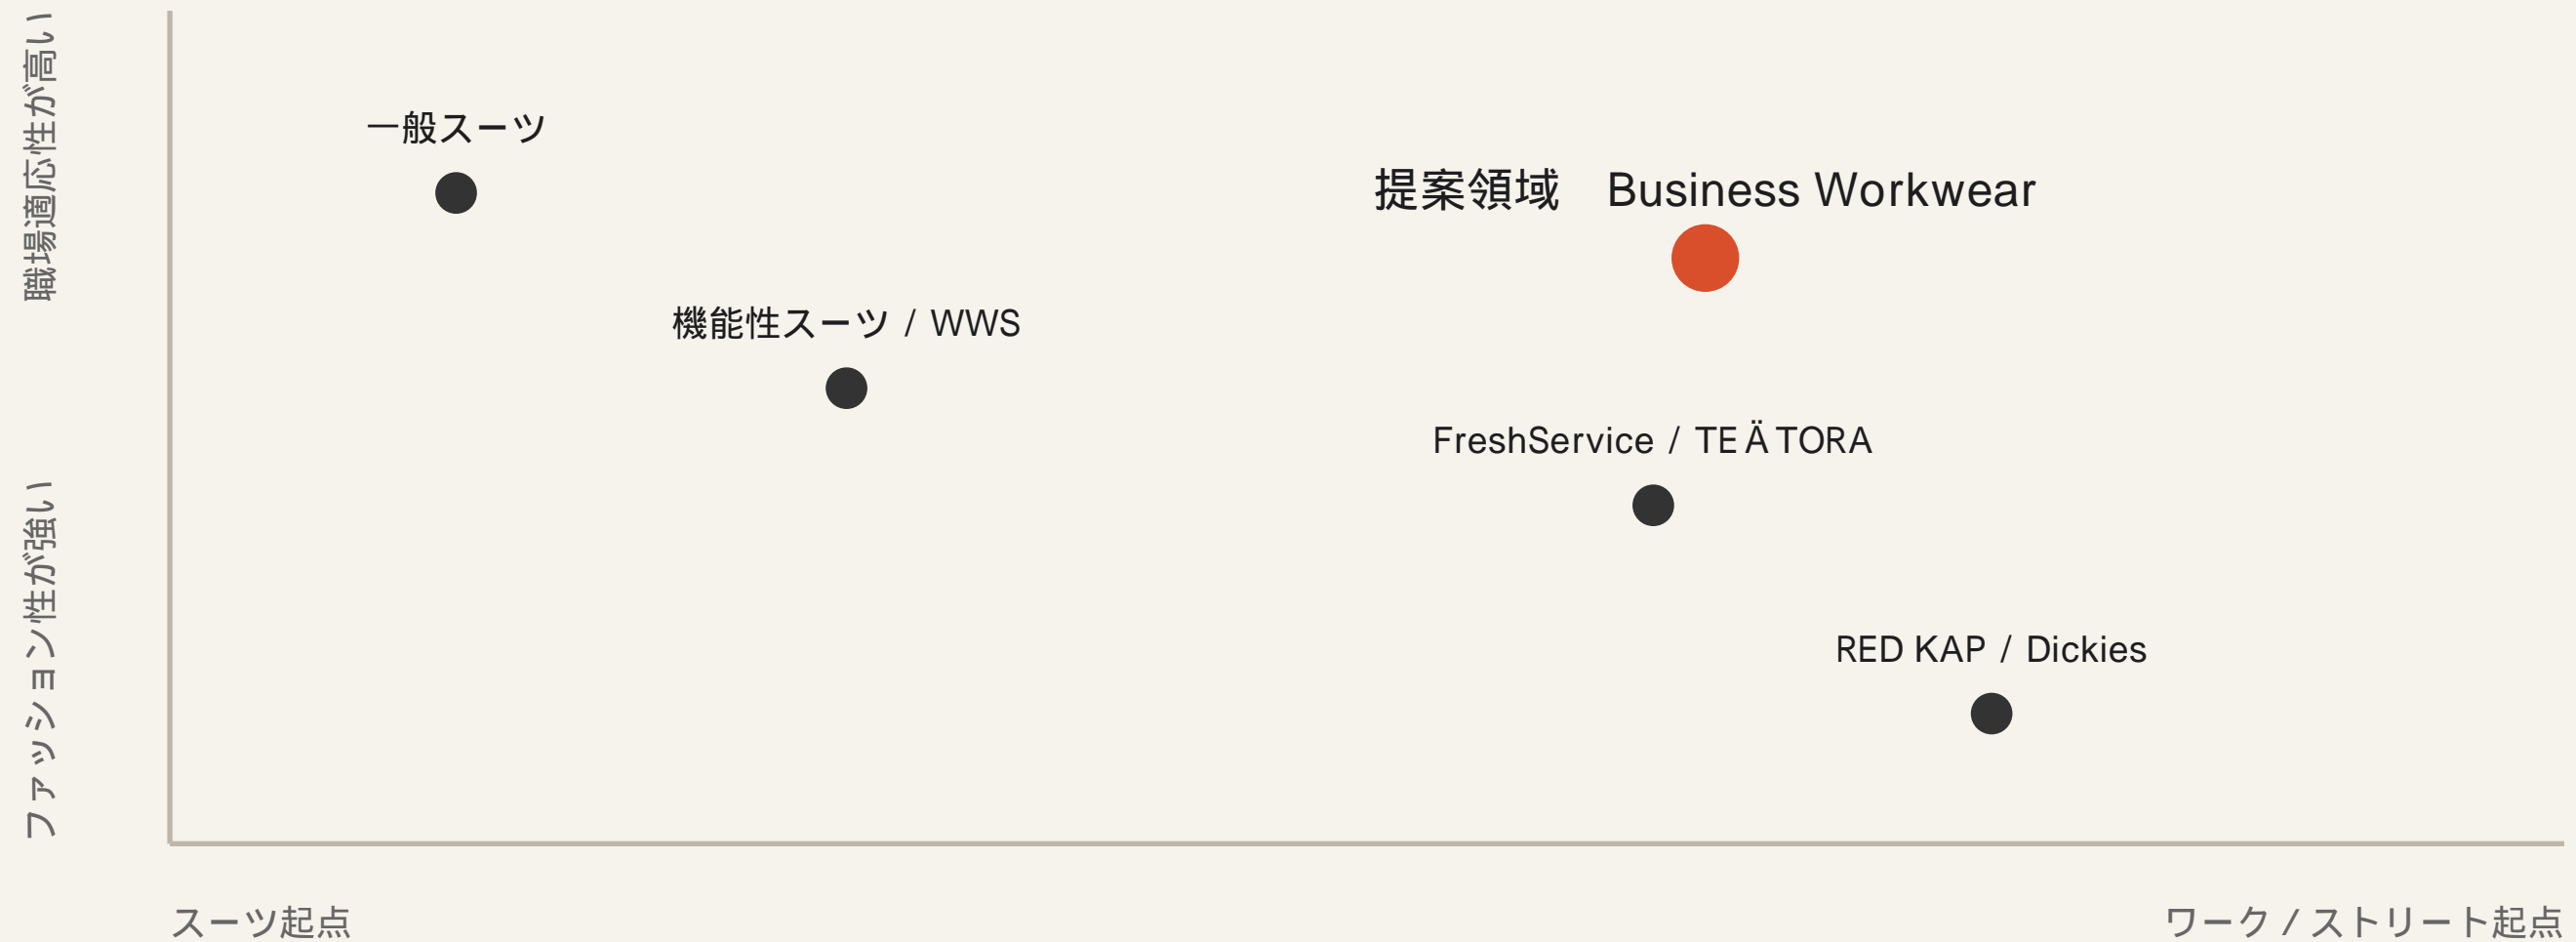 職場適応性が高い
ファッション性が強い
一般スーツ
提案領域　Business Workwear
機能性スーツ / WWS
FreshService / TEÄTORA
RED KAP / Dickies
スーツ起点
ワーク / ストリート起点